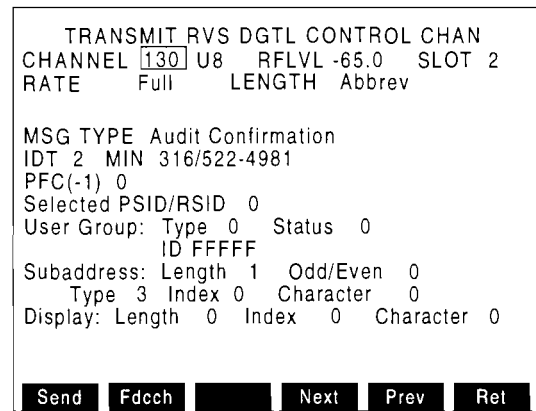 TRANSMIT RVS DGTL CONTROL CHAN
CHANNEL 130 U8 RFLVL -65.0 SLOT 2
RATE Full LENGTH Abbrev
MSG TYPE Audit Confirmation
IDT 2 MIN 316/522-4981
PFC(-1) 0
Selected PSID/RSID 0
User Group: Type 0 Status 0
ID FFFFF
Subaddress: Length 1 Odd/Even 0
Type 3 Index 0 Character 0
Display: Length 0 Index 0 Character 0
Send Fdcch Next Prev Ret